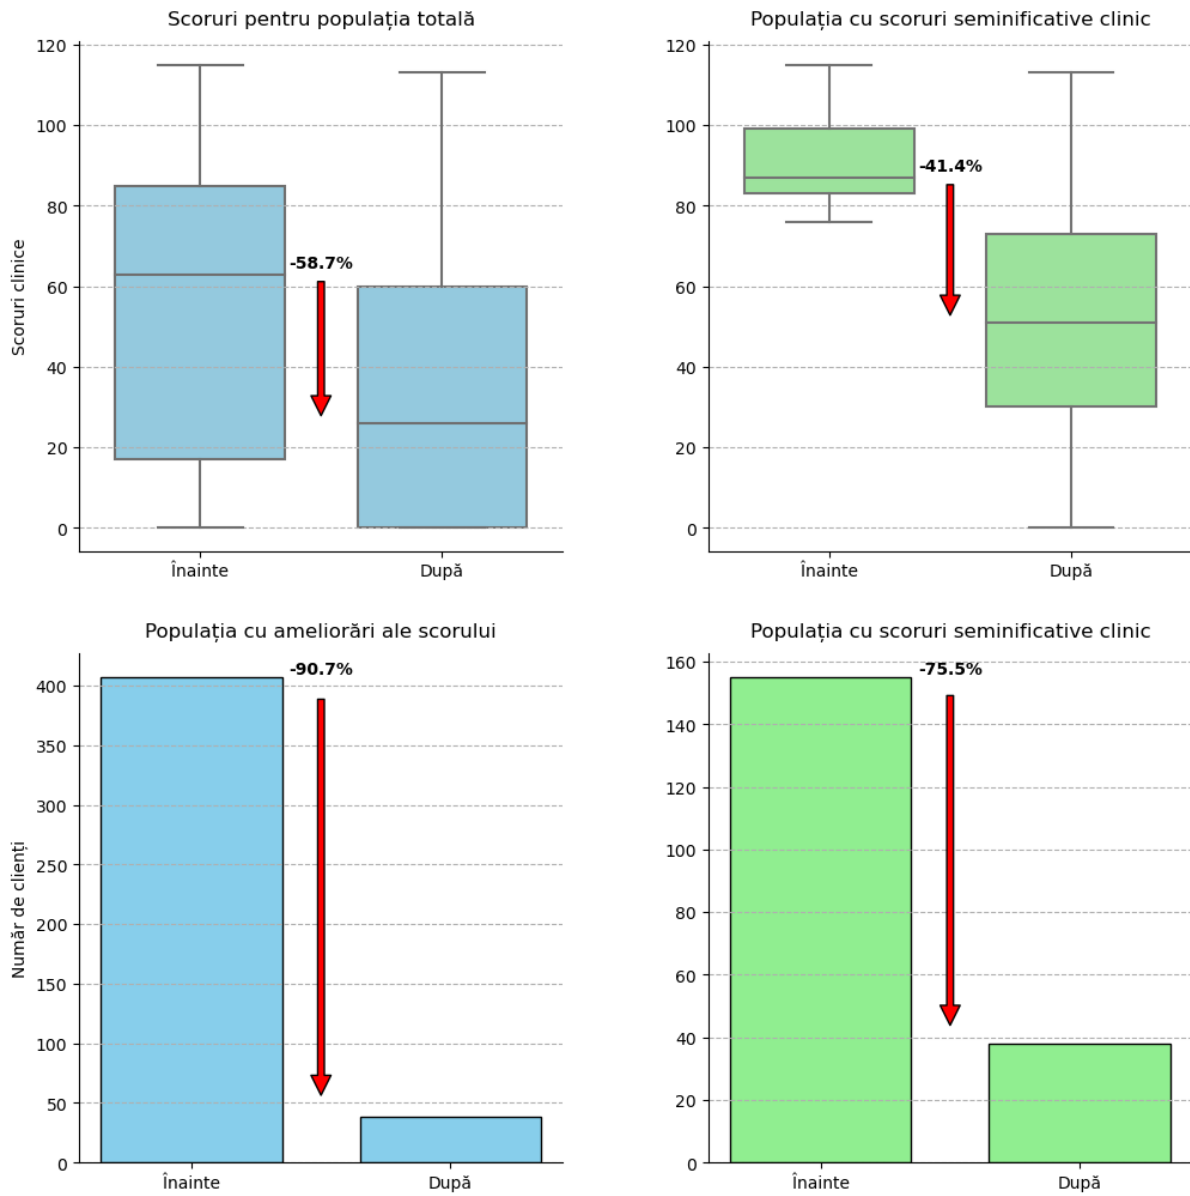 Scoruri pentru populația totală
120
100
80
60
40
20
0
Scoruri clinice
-58.7%
Înainte
După
Populația cu scoruri seminificative clinic
120
100
80
60
40
20
0
-41.4%
Înainte
După
Populația cu ameliorări ale scorului
400
350
300
250
200
150
100
50
0
Număr de clienți
-90.7%
Înainte
După
Populația cu scoruri seminificative clinic
160
140
120
100
80
60
40
20
0
-75.5%
Înainte
După